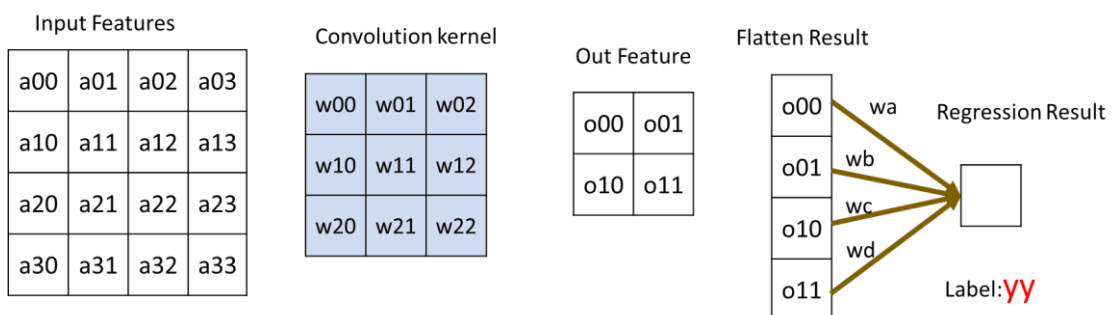 Input Features
a00 a01 a02 a03
a10 a11 a12 a13
a20 a21 a22 a23
a30 a31 a32 a33
Convolution kernel
w00 w01 w02
w10 w11 w12
w20 w21 w22
Out Feature
o00 o01
o10 o11
Flatten Result
o00
o01
o10
o11
wa
wb
wc
wd
Regression Result
Label:yy